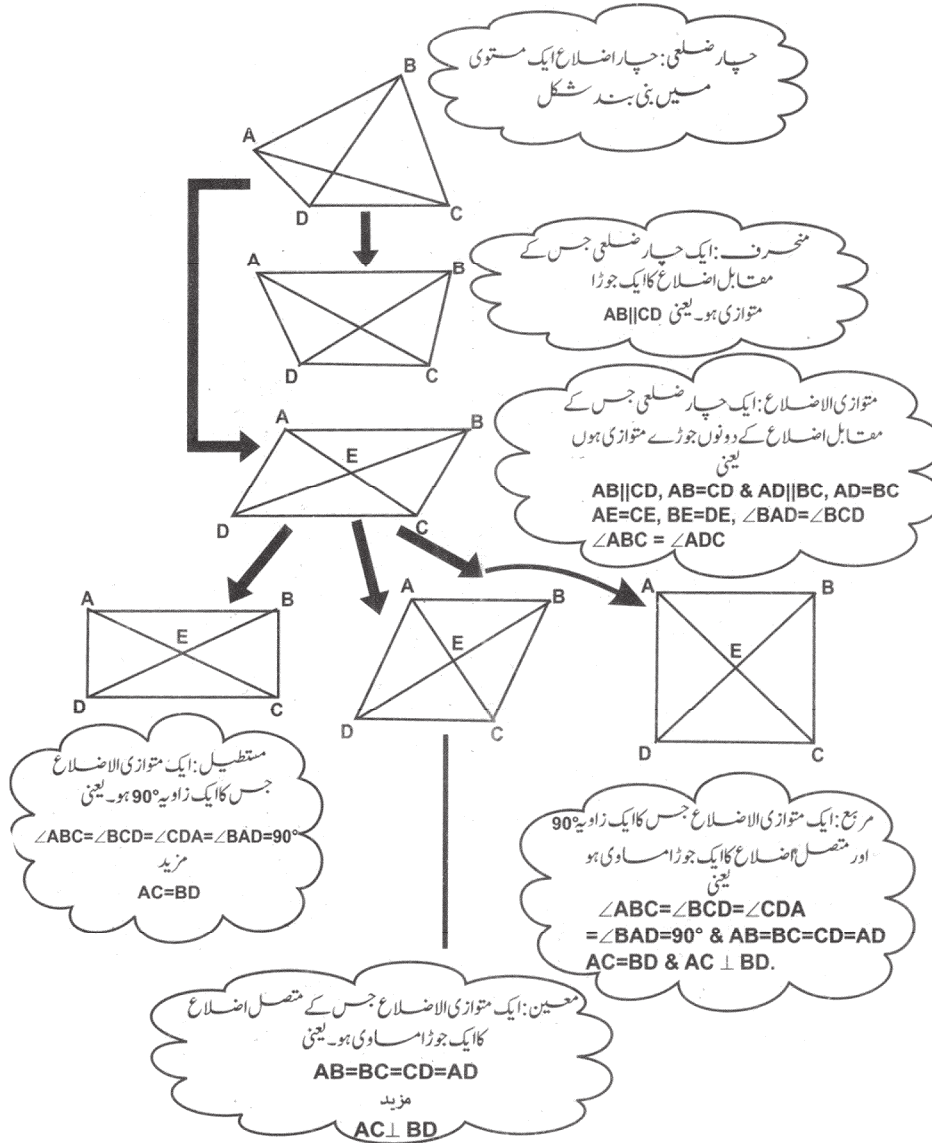 چار ضلعی: چار اضلاع ایک مستوی
میں بنی بند شکل
B
A
D
C
منحرف: ایک چار ضلعی جس کے
مقابل اضلاع کا ایک جوڑا
متوازی ہو۔ یعنی AB||CD
A
B
D
C
متوازی الاضلاع: ایک چار ضلعی جس کے
مقابل اضلاع کے دونوں جوڑے متوازی ہوں
یعنی
AB||CD, AB=CD & AD||BC, AD=BC
AE=CE, BE=DE, ∠BAD=∠BCD
∠ABC = ∠ADC
A
B
E
D
C
A
B
E
D
C
A
B
E
D
C
A
B
E
D
C
مستطیل: ایک متوازی الاضلاع
جس کا ایک زاویہ 90° ہو۔ یعنی
∠ABC=∠BCD=∠CDA=∠BAD=90°
مزید
AC=BD
مربع: ایک متوازی الاضلاع جس کا ایک زاویہ 90°
اور متصل اضلاع کا ایک جوڑا مساوی ہو
یعنی
∠ABC=∠BCD=∠CDA
=∠BAD=90° & AB=BC=CD=AD
AC=BD & AC ⊥ BD.
معین: ایک متوازی الاضلاع جس کے متصل اضلاع
کا ایک جوڑا مساوی ہو۔ یعنی
AB=BC=CD=AD
مزید
AC⊥ BD